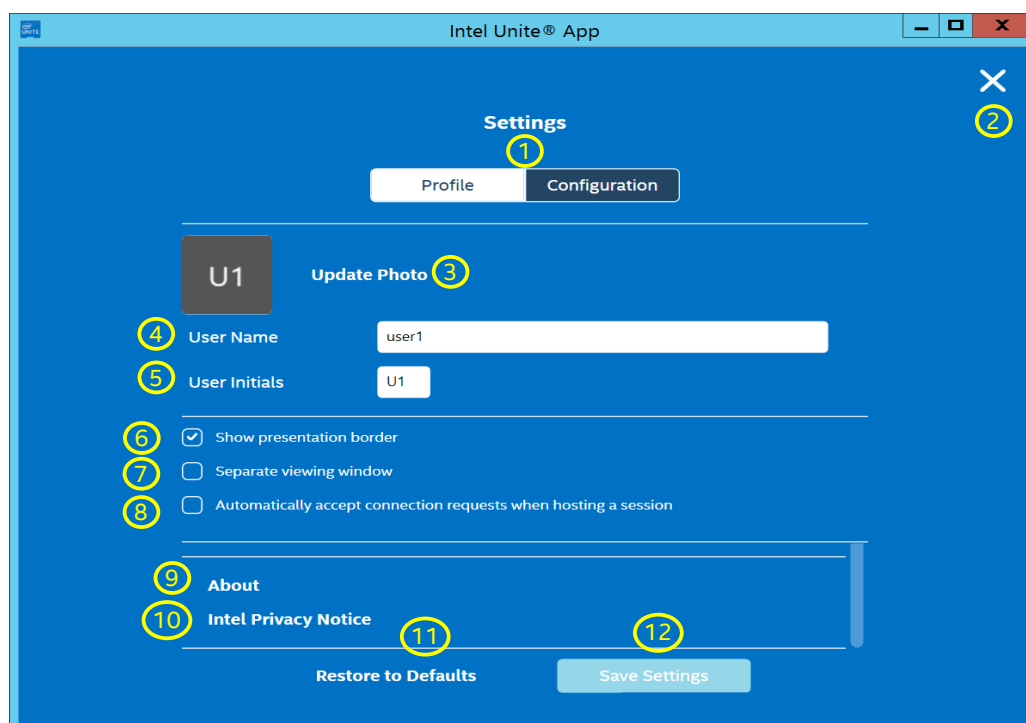 intel UNITE
Intel Unite® App
X
2
Settings
1
Profile Configuration
U1 Update Photo 3
4 User Name user1
5 User Initials U1
6 Show presentation border
7 Separate viewing window
8 Automatically accept connection requests when hosting a session
9 About
10 Intel Privacy Notice
11 12
Restore to Defaults Save Settings